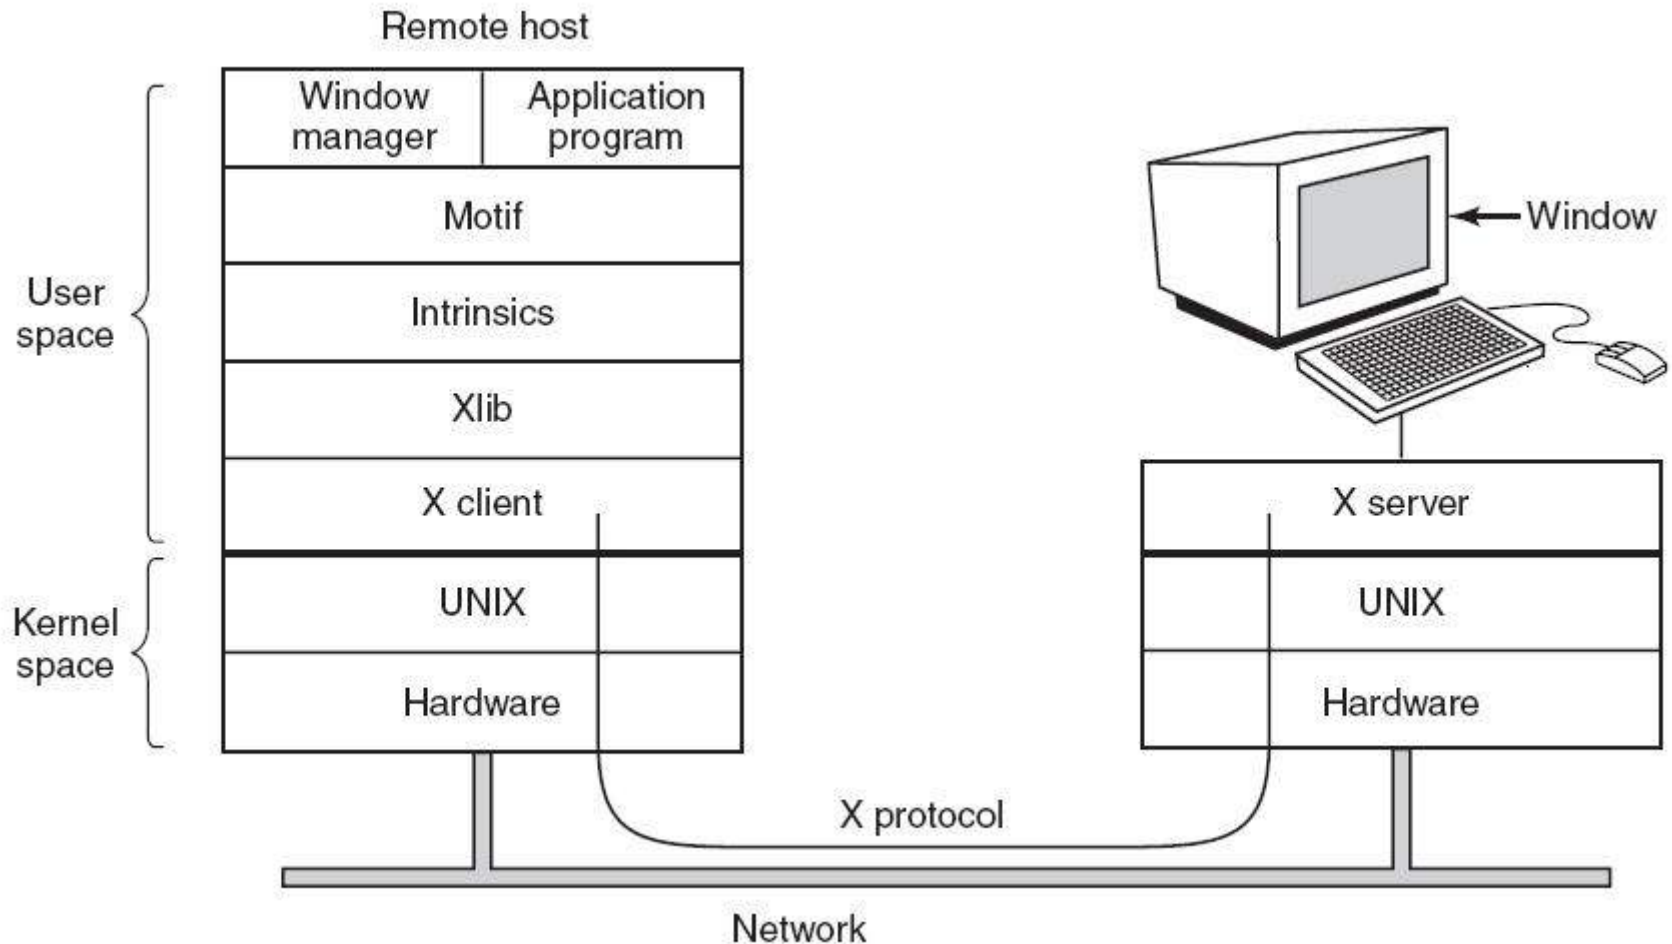 Remote host
Window
manager
Application
program
Motif
Intrinsics
Xlib
X client
User
space
UNIX
Hardware
Kernel
space
Window
X server
UNIX
Hardware
X protocol
Network